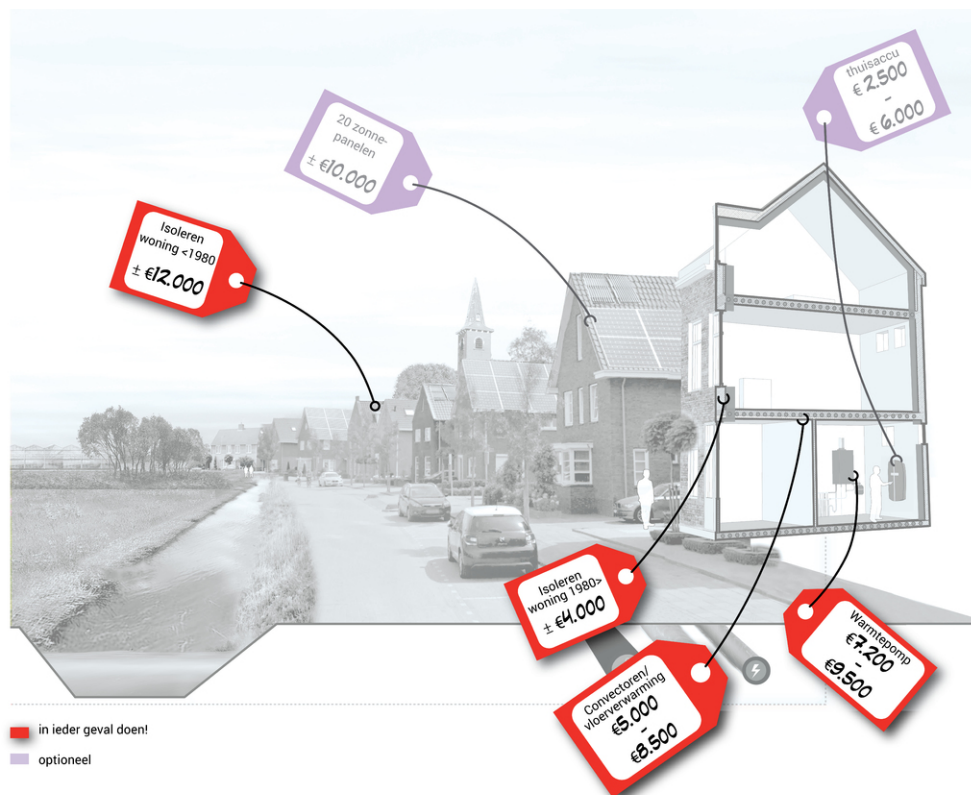 thuisaccu
€ 2.500
–
€ 6.000
20 zonne-
panelen
± €10.000
Isoleren
woning <1980
± €12.000
Isoleren
woning 1980>
± €4.000
Convectoren/
vloerverwarming
€5.000
–
€8.500
Warmtepomp
€7.200
–
€9.500
in ieder geval doen!
optioneel